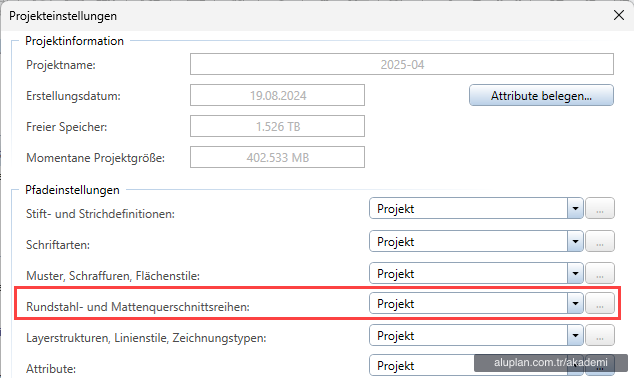 Projekteinstellungen
Projektinformation
Projektname: 2025-04
Erstellungsdatum: 19.08.2024 Attribute belegen...
Freier Speicher: 1.526 TB
Momentane Projektgröße: 402.533 MB
Pfadeinstellungen
Stift- und Strichdefinitionen: Projekt ...
Schriftarten: Projekt ...
Muster, Schraffuren, Flächenstile: Projekt ...
Rundstahl- und Mattenquerschnittsreihen: Projekt ...
Layerstrukturen, Linienstile, Zeichnungstypen: Projekt ...
Attribute: Projekt
aluplan.com.tr/akademi